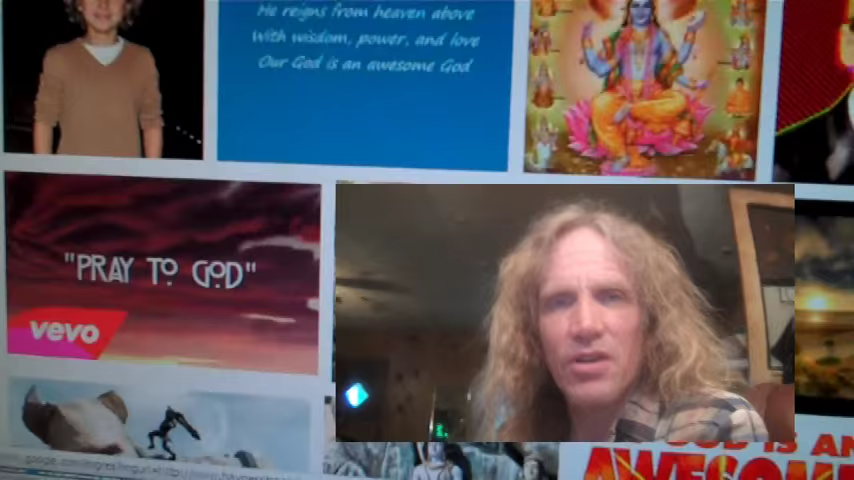 He reigns from heaven above
With wisdom, power, and love
Our God is an awesome God
"PRAY TO GOD"
vevo
GOD IS AN
AWESOM